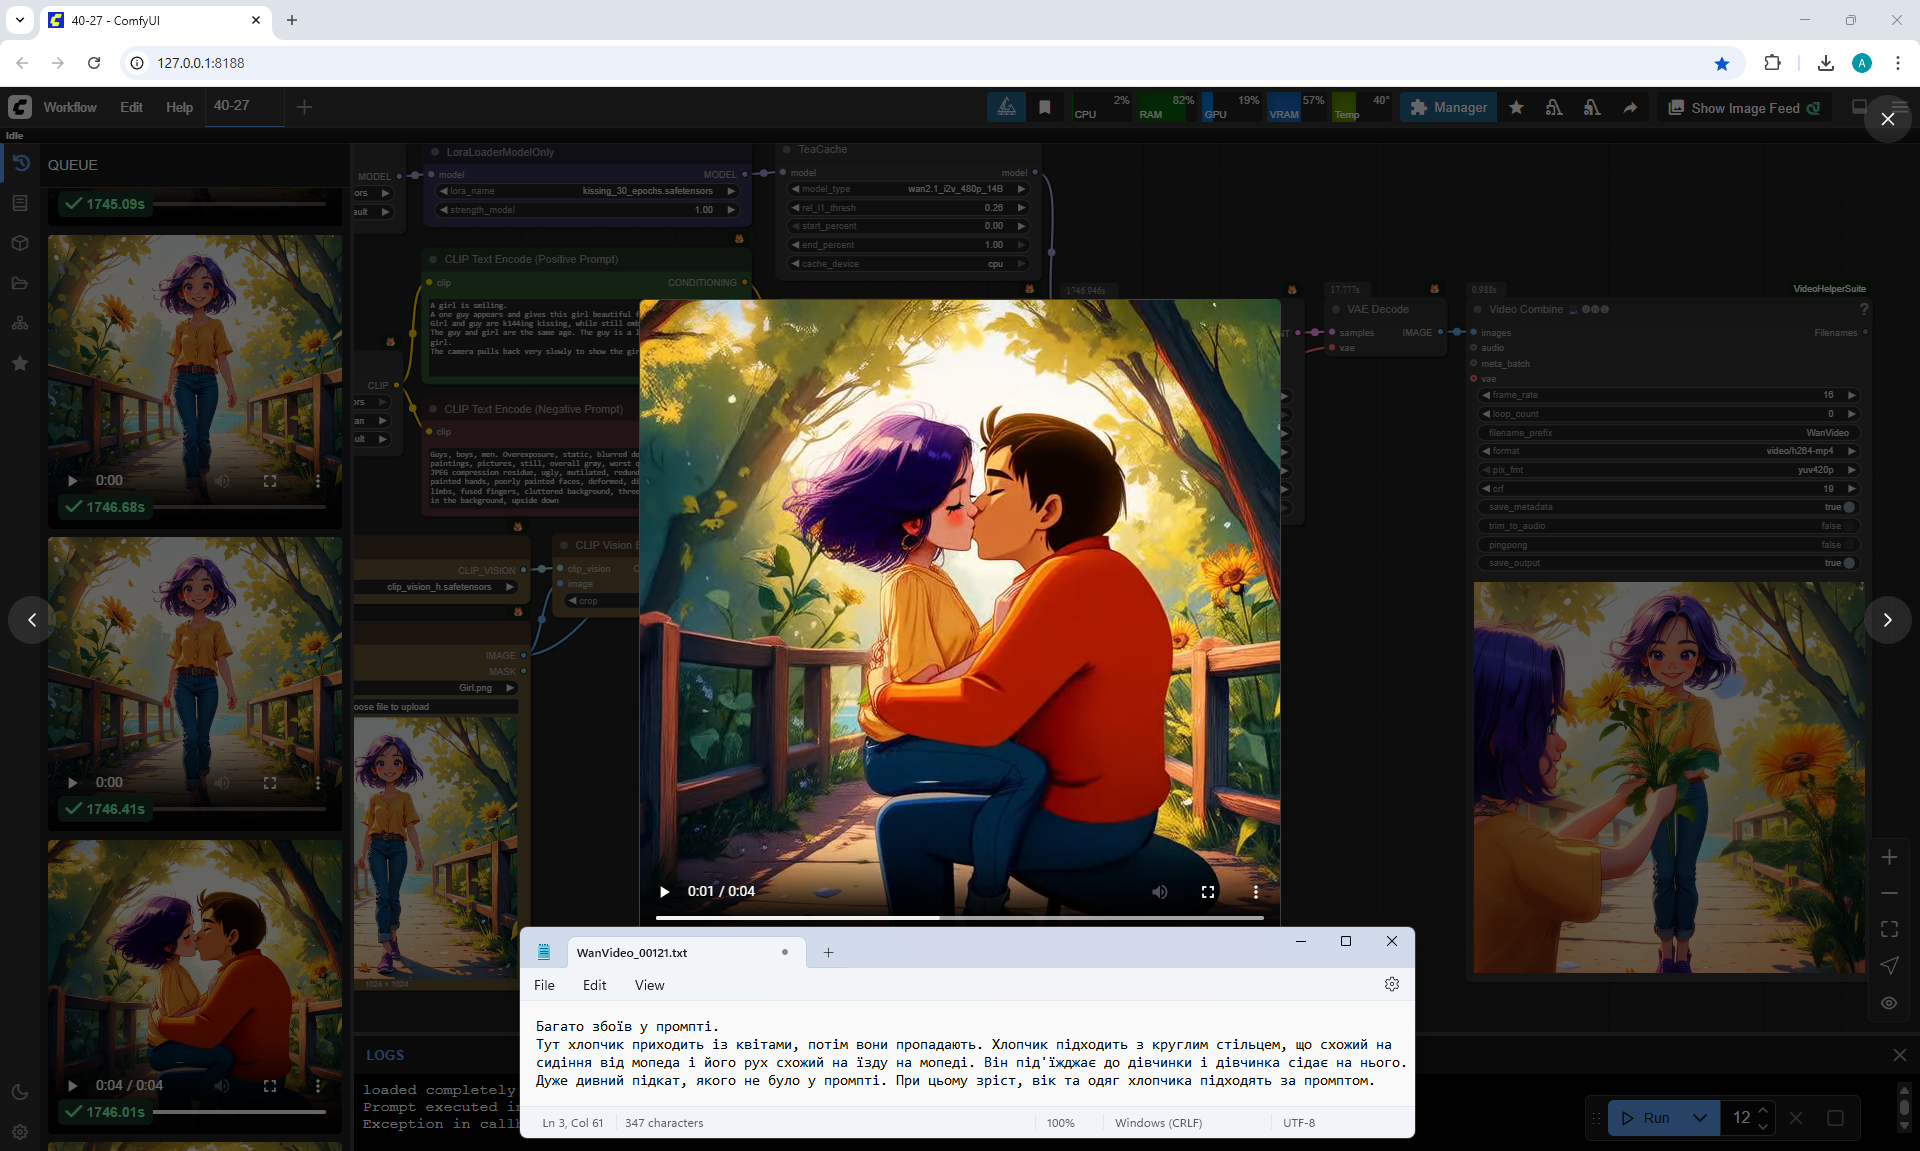 40-27 - ComfyUI
127.0.0.1:8188
A
Workflow
Edit
Help
40-27
CPU
2%
RAM
82%
GPU
19%
VRAM
57%
Temp
40°
Manager
Show Image Feed
Idle
QUEUE
1745.09s
0:00
1746.68s
0:00
1746.41s
0:04 / 0:04
1746.01s
MODEL
LoraLoaderModelOnly
model
MODEL
lora_name
kissing_30_epochs.safetensors
strength_model
1.00
TeaCache
model
model
model_type
wan2.1_i2v_480p_14B
rel_l1_thresh
0.26
start_percent
0.00
end_percent
1.00
cache_device
cpu
CLIP Text Encode (Positive Prompt)
clip
CONDITIONING
A girl is smiling.
A one guy appears and gives this girl beautiful
Girl and guy are k144ing kissing, while still
The guy and girl are the same age. The guy is a
girl.
The camera pulls back very slowly to show the
CLIP
CLIP Text Encode (Negative Prompt)
clip
Guys, boys, men. Overexposure, static, blurred
paintings, pictures, still, overall gray, worst
JPEG compression residue, ugly, mutilated,
painted hands, poorly painted faces, deformed,
limbs, fused fingers, cluttered background,
in the background, upside down
CLIP Vision
CLIP_VISION
clip_vision
clip_vision_h.safetensors
image
crop
IMAGE
MASK
Girl.png
file to upload
1024 × 1024
1746.946s
17.777s
VAE Decode
samples
IMAGE
vae
0.988s
VideoHelperSuite
Video Combine
?
images
Filenames
audio
meta_batch
vae
frame_rate
16
loop_count
0
filename_prefix
WanVideo
format
video/h264-mp4
pix_fmt
yuv420p
crf
19
save_metadata
true
trim_to_audio
false
pingpong
false
save_output
true
0:01 / 0:04
WanVideo_00121.txt
File
Edit
View
Багато збоїв у промпті.
Тут хлопчик приходить із квітами, потім вони пропадають. Хлопчик підходить з круглим стільцем, що схожий на
сидіння від мопеда і його рух схожий на їзду на мопеді. Він під'їжджає до дівчинки і дівчинка сідає на нього.
Дуже дивний підкат, якого не було у промпті. При цьому зріст, вік та одяг хлопчика підходять за промптом.
Ln 3, Col 61
347 characters
100%
Windows (CRLF)
UTF-8
LOGS
loaded completely
Prompt executed
Exception in
Run
12